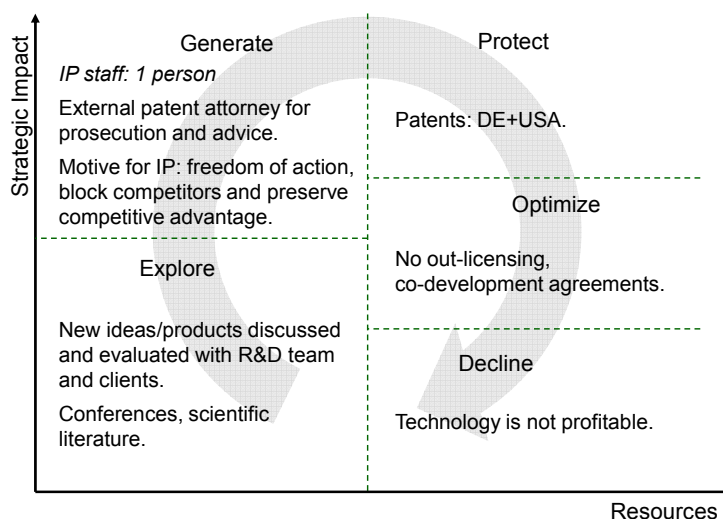 Strategic Impact
Generate
IP staff: 1 person
External patent attorney for
prosecution and advice.
Motive for IP: freedom of action,
block competitors and preserve
competitive advantage.
Protect
Patents: DE+USA.
Optimize
No out-licensing,
co-development agreements.
Explore
New ideas/products discussed
and evaluated with R&D team
and clients.
Conferences, scientific
literature.
Decline
Technology is not profitable.
Resources